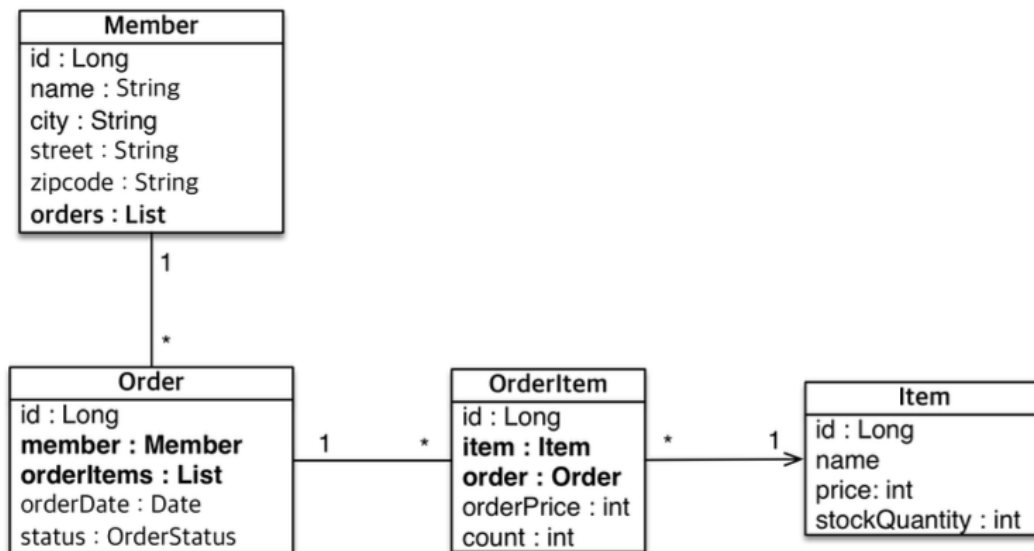 Member
id : Long
name : String
city : String
street : String
zipcode : String
orders : List
1
*
Order
id : Long
member : Member
orderItems : List
orderDate : Date
status : OrderStatus
1
*
OrderItem
id : Long
item : Item
order : Order
orderPrice : int
count : int
*
1
Item
id : Long
name
price: int
stockQuantity : int